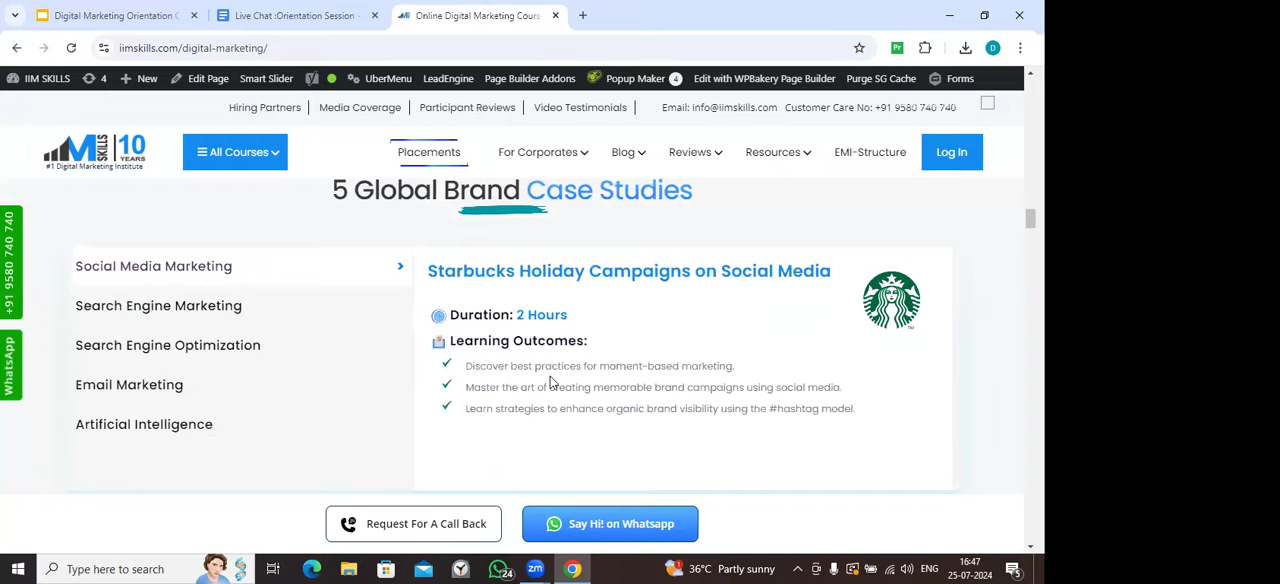 Digital Marketing Orientation C
Live Chat :Orientation Session -
Online Digital Marketing Cours
iimskills.com/digital-marketing/
Pr
D
IIM SKILLS
4
New
Edit Page
Smart Slider
UberMenu
LeadEngine
Page Builder Addons
Popup Maker 4
Edit with WPBakery Page Builder
Purge SG Cache
Forms
Hiring Partners
Media Coverage
Participant Reviews
Video Testimonials
Email: info@iimskills.com
Customer Care No: +91 9580 740 740
IIM SKILLS 10 YEARS
#1 Digital Marketing Institute
All Courses
Placements
For Corporates
Blog
Reviews
Resources
EMI-Structure
Log In
5 Global Brand Case Studies
+91 9580 740 740
WhatsApp
Social Media Marketing
Search Engine Marketing
Search Engine Optimization
Email Marketing
Artificial Intelligence
Starbucks Holiday Campaigns on Social Media
Duration: 2 Hours
Learning Outcomes:
Discover best practices for moment-based marketing.
Master the art of creating memorable brand campaigns using social media.
Learn strategies to enhance organic brand visibility using the #hashtag model.
Request For A Call Back
Say Hi! on Whatsapp
Type here to search
24
zm
36°C Partly sunny
ENG
16:47
25-07-2024
5